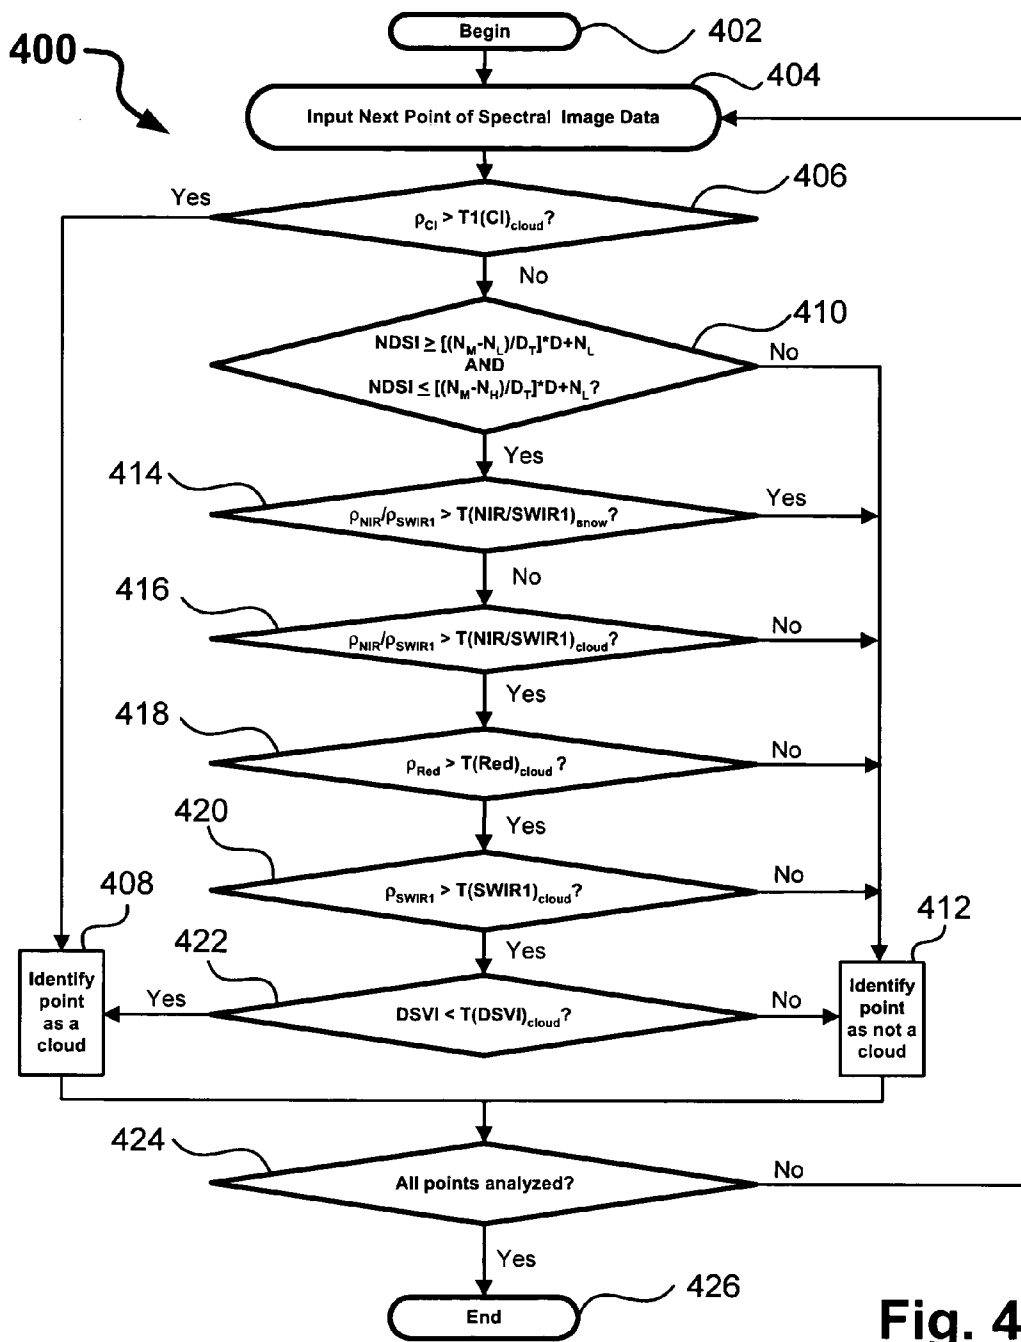 400
Begin
402
404
Input Next Point of Spectral Image Data
406
Yes
ρCI > T1(CI)cloud?
No
410
NDSI ≥ [(NM-NL)/DT]*D+NL
AND
NDSI ≤ [(NM-NH)/DT]*D+NL?
No
Yes
414
ρNIR/ρSWIR1 > T(NIR/SWIR1)snow?
Yes
No
416
ρNIR/ρSWIR1 > T(NIR/SWIR1)cloud?
No
Yes
418
ρRed > T(Red)cloud ?
No
Yes
420
ρSWIR1 > T(SWIR1)cloud?
No
Yes
408
412
422
Identify
point
as a
cloud
Yes
DSVI < T(DSVI)cloud?
No
Identify
point
as not a
cloud
424
All points analyzed?
No
Yes
End
426
Fig. 4